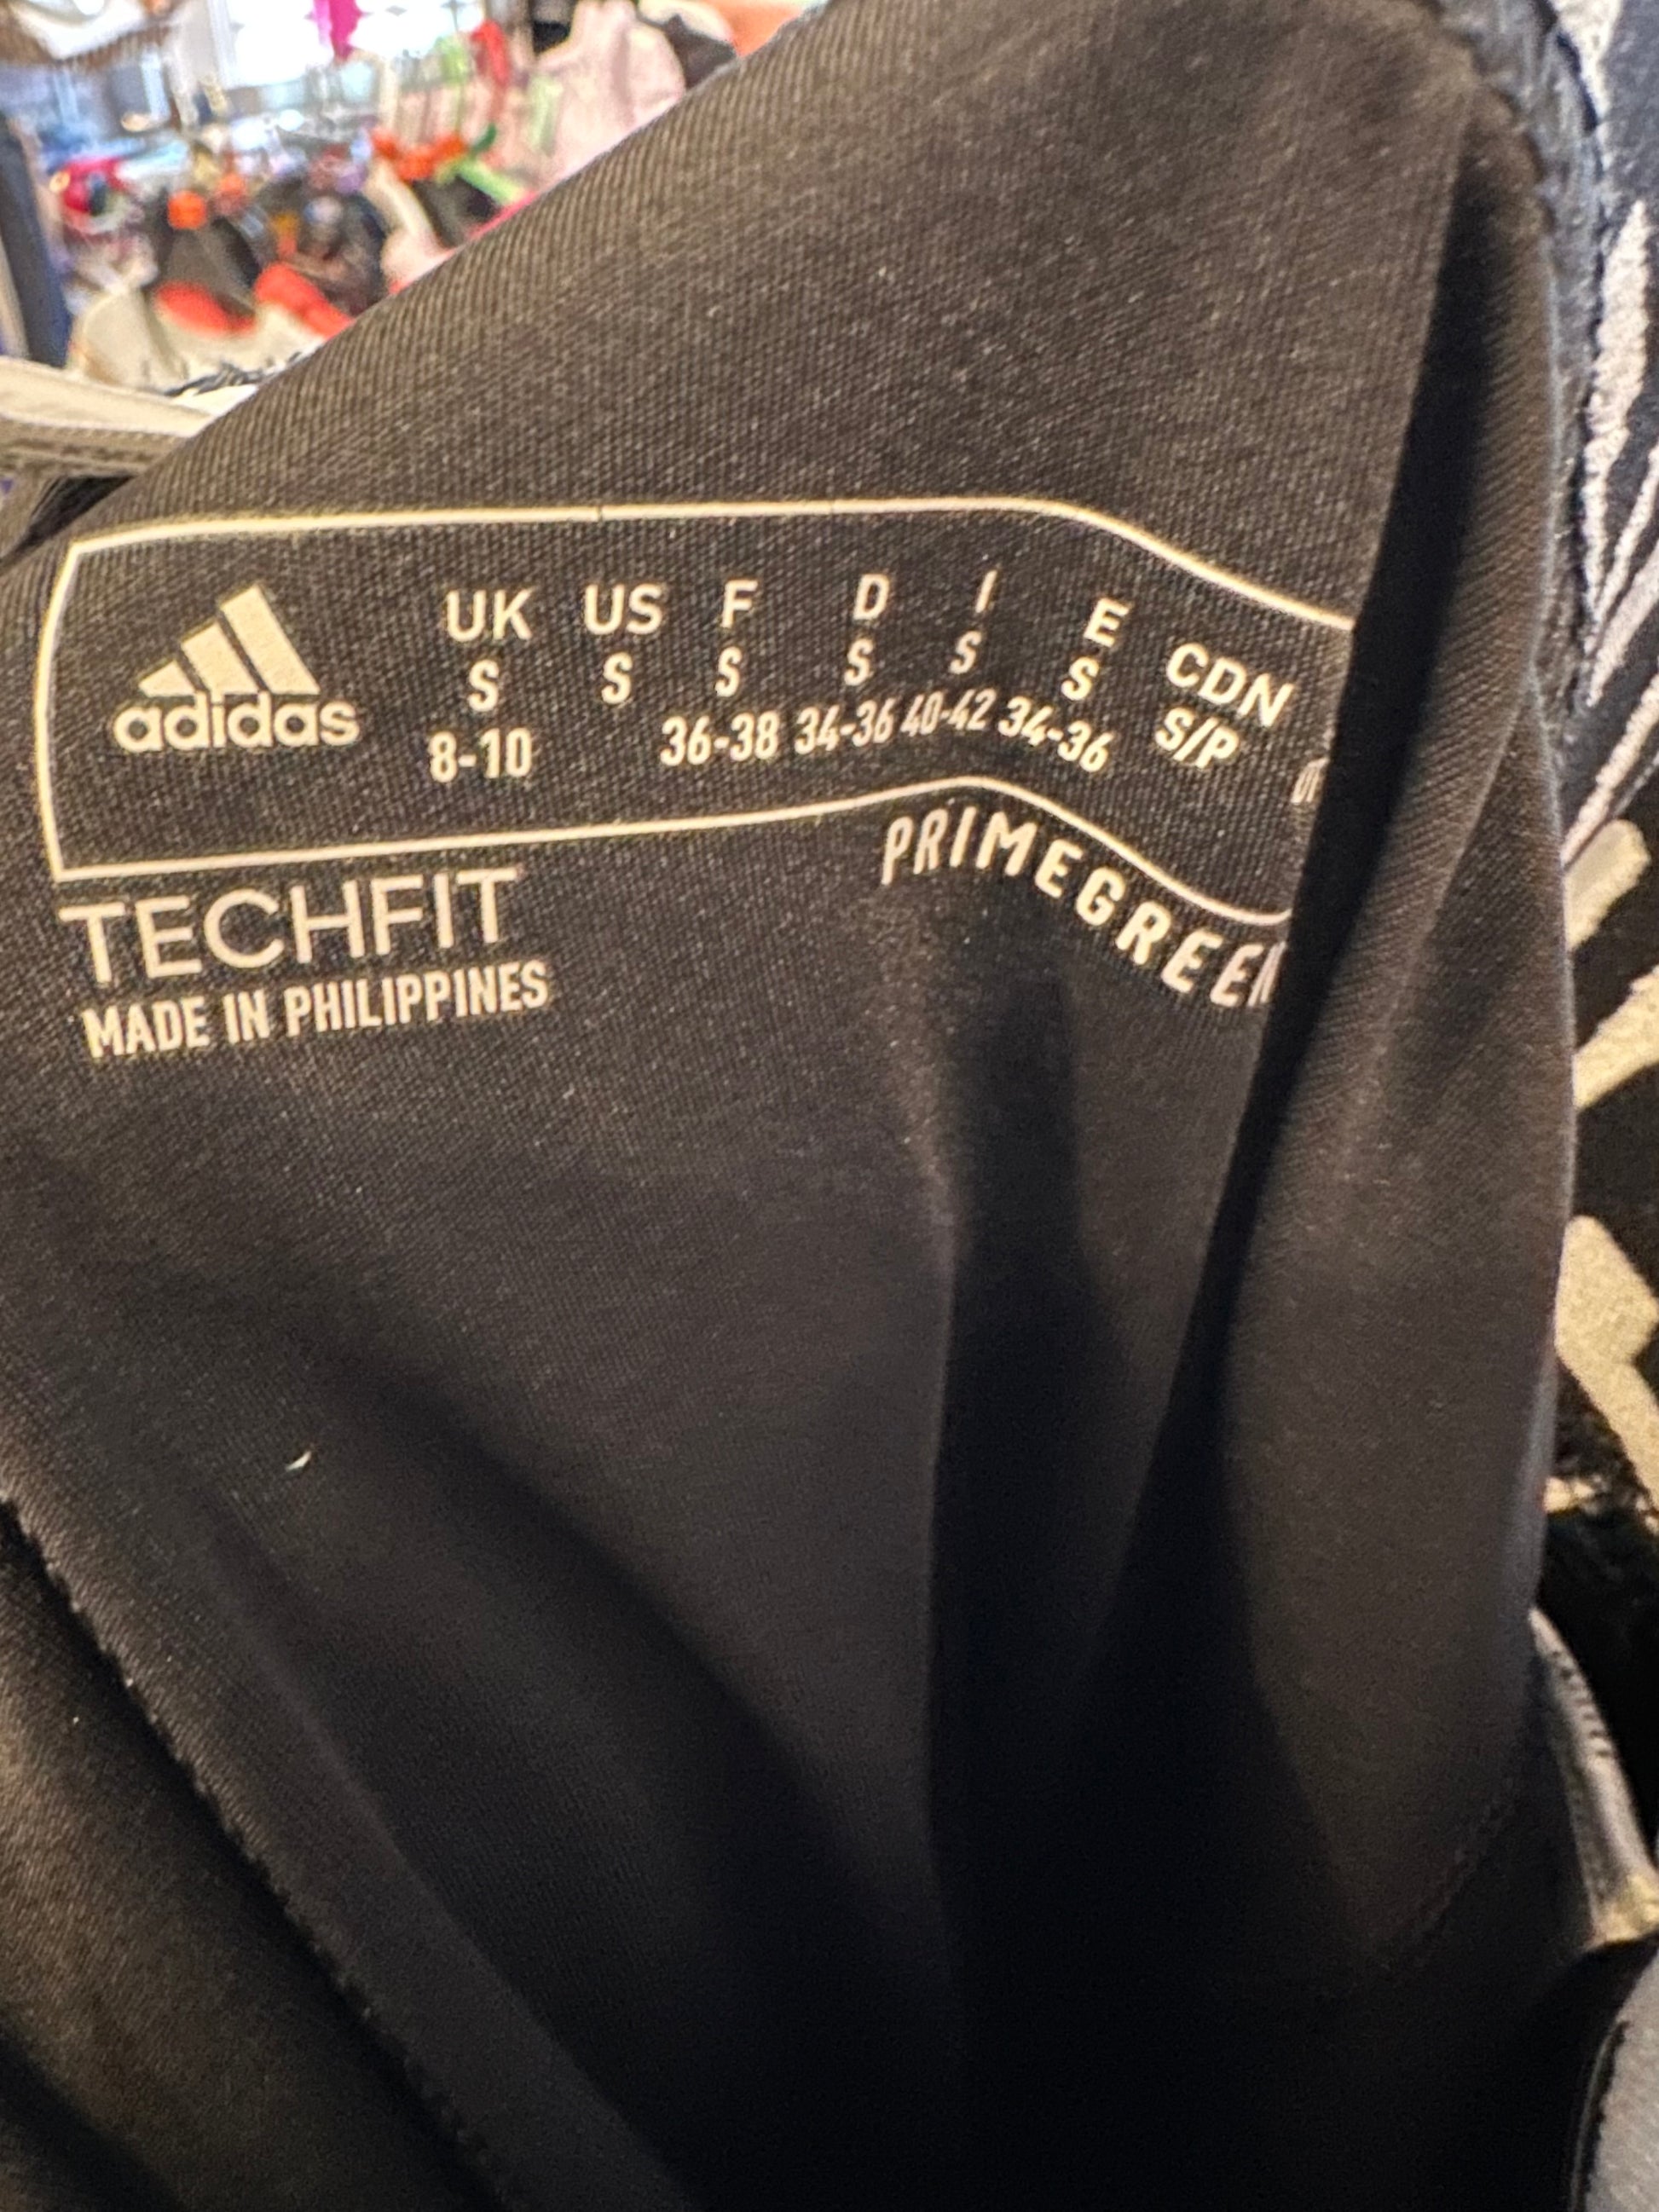 adidas
UK US F D I E CDN
S S S S S S S/P
8-10 36-38 34-36 40-42 34-36
TECHFIT
PRIMEGREEN
MADE IN PHILIPPINES